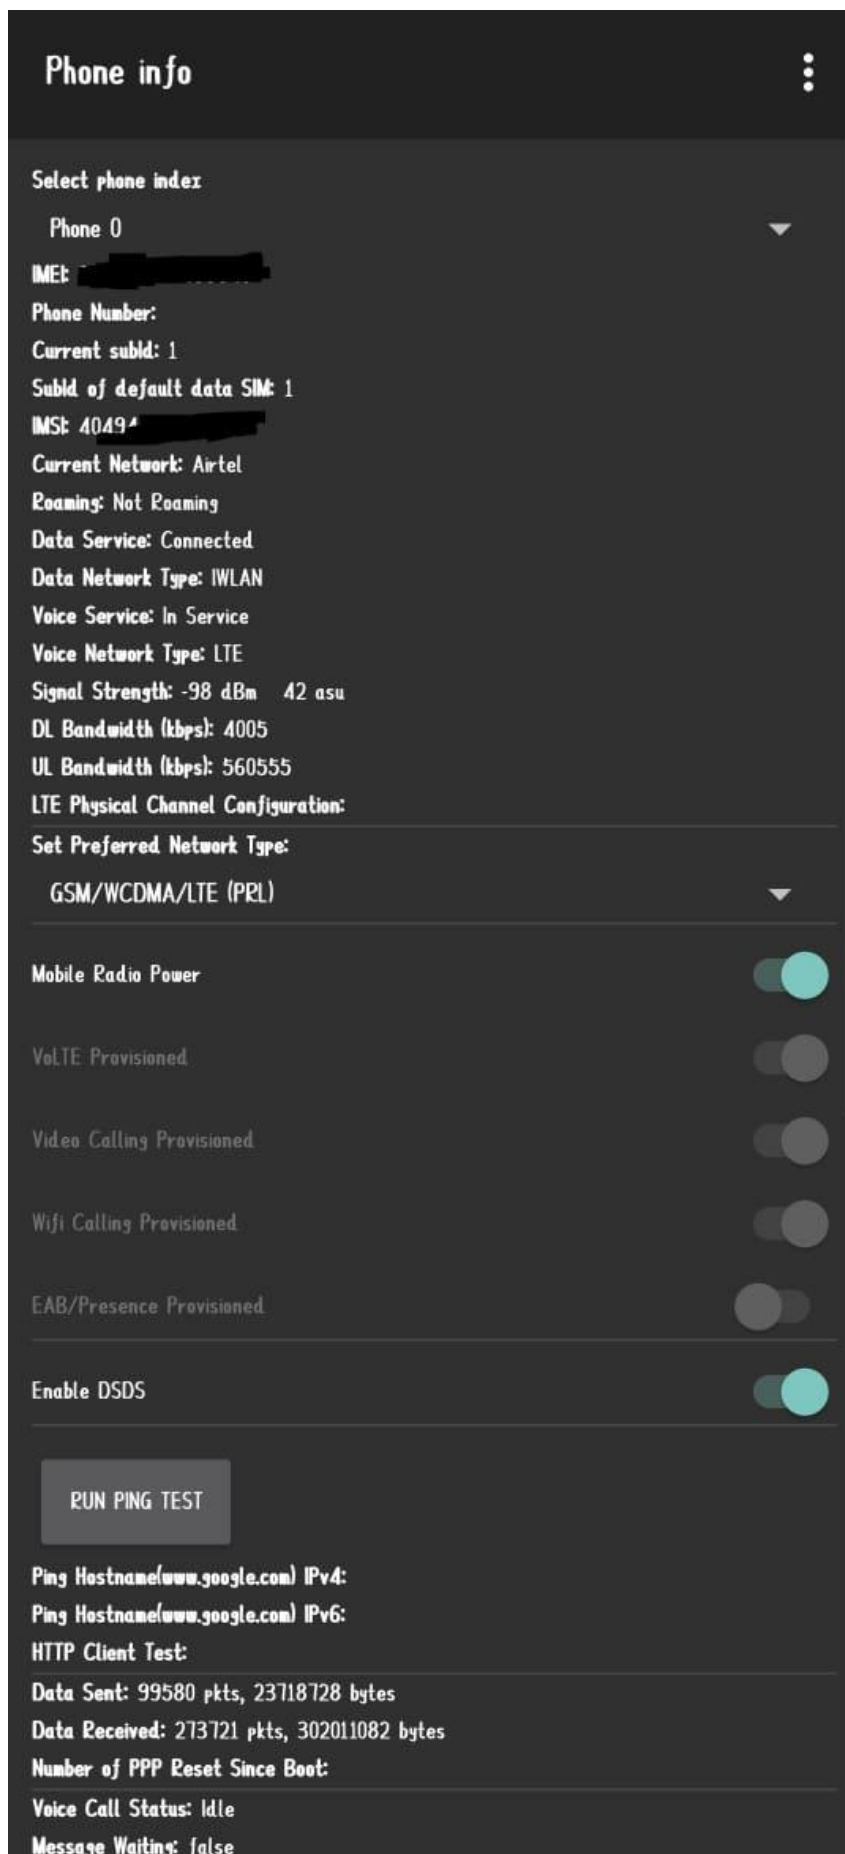 Phone info
Select phone index
Phone 0
IMEI:
Phone Number:
Current subId: 1
SubId of default data SIM: 1
IMSI: 40494
Current Network: Airtel
Roaming: Not Roaming
Data Service: Connected
Data Network Type: IWLAN
Voice Service: In Service
Voice Network Type: LTE
Signal Strength: -98 dBm 42 asu
DL Bandwidth (kbps): 4005
UL Bandwidth (kbps): 560555
LTE Physical Channel Configuration:
Set Preferred Network Type:
GSM/WCDMA/LTE (PRL)
Mobile Radio Power
VoLTE Provisioned
Video Calling Provisioned
Wifi Calling Provisioned
EAB/Presence Provisioned
Enable DSDS
RUN PING TEST
Ping Hostname(www.google.com) IPv4:
Ping Hostname(www.google.com) IPv6:
HTTP Client Test:
Data Sent: 99580 pkts, 23718728 bytes
Data Received: 273721 pkts, 302011082 bytes
Number of PPP Reset Since Boot:
Voice Call Status: Idle
Message Waiting: false